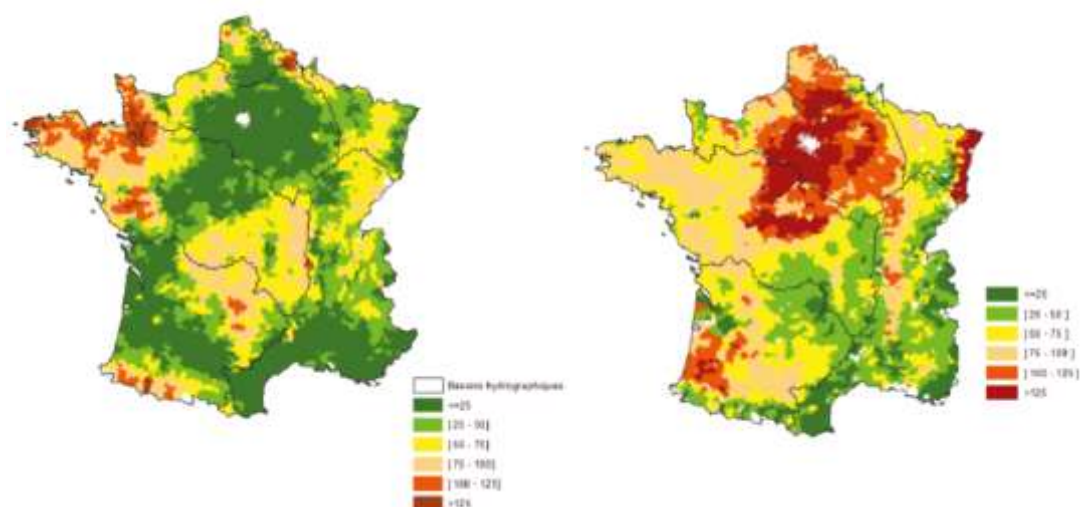 Bassins hydrographiques
<=25
]25 - 50]
]50 - 75]
]75 - 100]
]100 - 125]
>125
<=25
]25 - 50]
]50 - 75]
]75 - 100]
]100 - 125]
>125